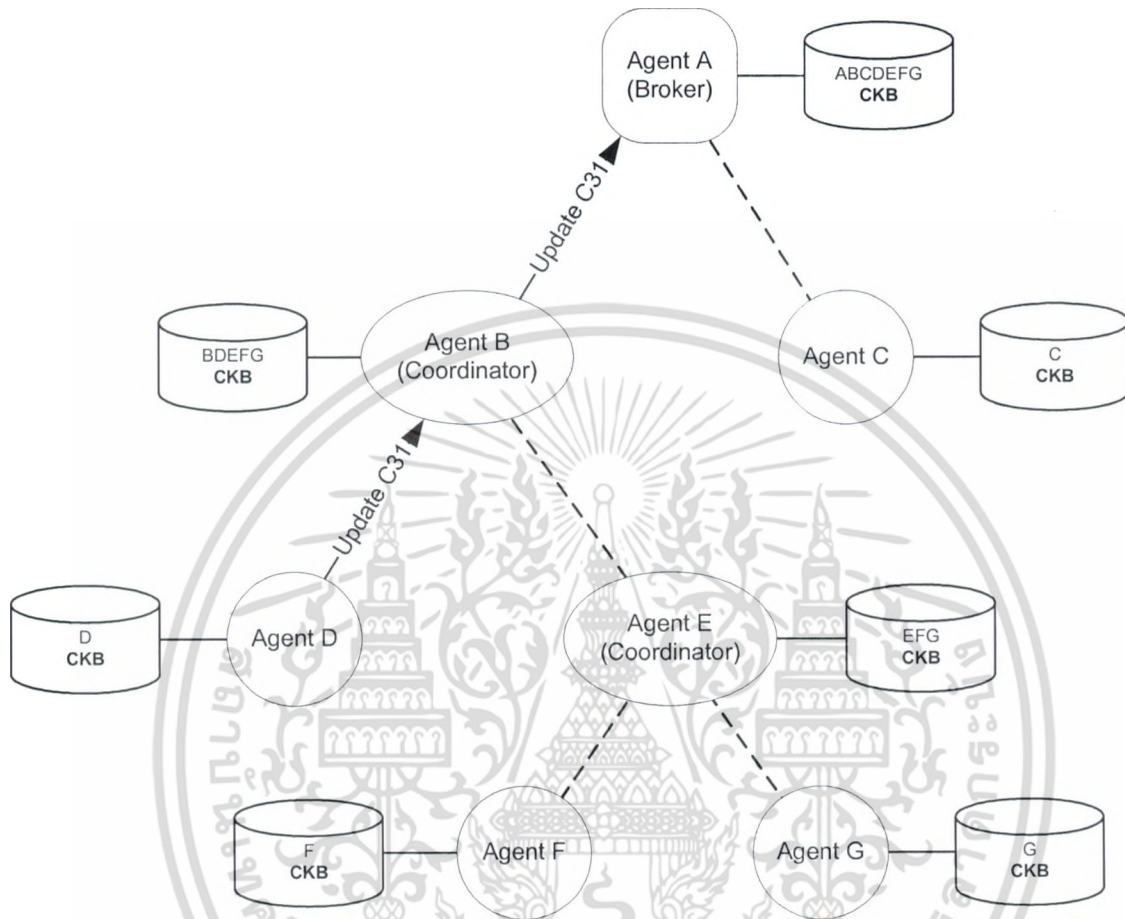 Agent A
(Broker)
ABCDEFG
CKB
Update C31
Agent B
(Coordinator)
BDEFG
CKB
Agent C
C
CKB
Update C31
D
CKB
Agent D
Agent E
(Coordinator)
EFG
CKB
F
CKB
Agent F
Agent G
G
CKB